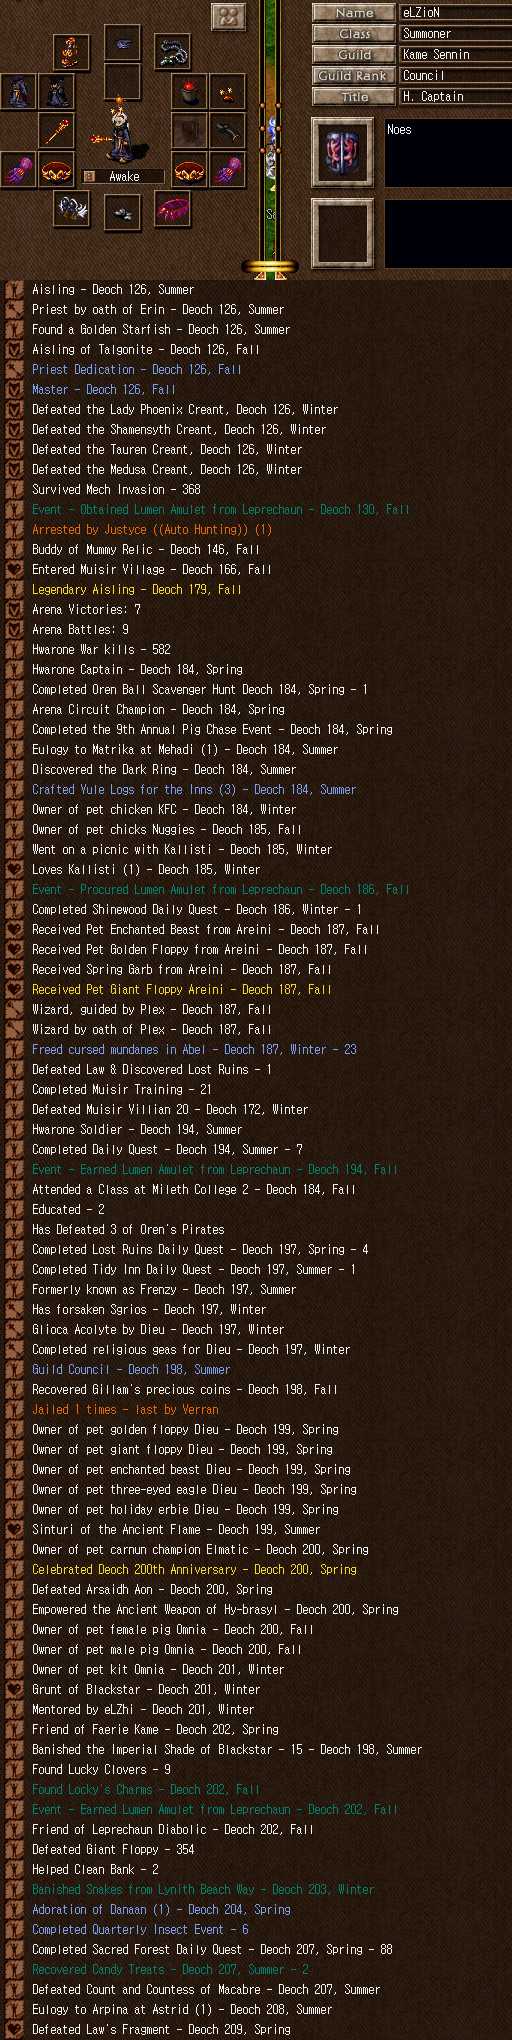 Name eLZioN
Class Summoner
Guild Kame Sennin
Guild Rank Council
Title H. Captain
Noes
Awake
Aisling - Deoch 126, Summer
Priest by oath of Erin - Deoch 126, Summer
Found a Golden Starfish - Deoch 126, Summer
Aisling of Talgonite - Deoch 126, Fall
Priest Dedication - Deoch 126, Fall
Master - Deoch 126, Fall
Defeated the Lady Phoenix Creant, Deoch 126, Winter
Defeated the Shamensyth Creant, Deoch 126, Winter
Defeated the Tauren Creant, Deoch 126, Winter
Defeated the Medusa Creant, Deoch 126, Winter
Survived Mech Invasion - 368
Event - Obtained Lumen Amulet from Leprechaun - Deoch 130, Fall
Arrested by Justyce ((Auto Hunting)) (1)
Buddy of Mummy Relic - Deoch 146, Fall
Entered Muisir Village - Deoch 166, Fall
Legendary Aisling - Deoch 179, Fall
Arena Victories: 7
Arena Battles: 9
Hwarone War kills - 582
Hwarone Captain - Deoch 184, Spring
Completed Oren Ball Scavenger Hunt Deoch 184, Spring - 1
Arena Circuit Champion - Deoch 184, Spring
Completed the 9th Annual Pig Chase Event - Deoch 184, Spring
Eulogy to Matrika at Mehadi (1) - Deoch 184, Summer
Discovered the Dark Ring - Deoch 184, Summer
Crafted Yule Logs for the Inns (3) - Deoch 184, Summer
Owner of pet chicken KFC - Deoch 184, Winter
Owner of pet chicks Nuggies - Deoch 185, Fall
Went on a picnic with Kallisti - Deoch 185, Winter
Loves Kallisti (1) - Deoch 185, Winter
Event - Procured Lumen Amulet from Leprechaun - Deoch 186, Fall
Completed Shinewood Daily Quest - Deoch 186, Winter - 1
Received Pet Enchanted Beast from Areini - Deoch 187, Fall
Received Pet Golden Floppy from Areini - Deoch 187, Fall
Received Spring Garb from Areini - Deoch 187, Fall
Received Pet Giant Floppy Areini - Deoch 187, Fall
Wizard, guided by Plex - Deoch 187, Fall
Wizard by oath of Plex - Deoch 187, Fall
Freed cursed mundanes in Abel - Deoch 187, Winter - 23
Defeated Law & Discovered Lost Ruins - 1
Completed Muisir Training - 21
Defeated Muisir Villian 20 - Deoch 172, Winter
Hwarone Soldier - Deoch 194, Summer
Completed Daily Quest - Deoch 194, Summer - 7
Event - Earned Lumen Amulet from Leprechaun - Deoch 194, Fall
Attended a Class at Mileth College 2 - Deoch 184, Fall
Educated - 2
Has Defeated 3 of Oren's Pirates
Completed Lost Ruins Daily Quest - Deoch 197, Spring - 4
Completed Tidy Inn Daily Quest - Deoch 197, Summer - 1
Formerly known as Frenzy - Deoch 197, Summer
Has forsaken Sgrios - Deoch 197, Winter
Glioca Acolyte by Dieu - Deoch 197, Winter
Completed religious geas for Dieu - Deoch 197, Winter
Guild Council - Deoch 198, Summer
Recovered Gillam's precious coins - Deoch 198, Fall
Jailed 1 times - last by Verran
Owner of pet golden floppy Dieu - Deoch 199, Spring
Owner of pet giant floppy Dieu - Deoch 199, Spring
Owner of pet enchanted beast Dieu - Deoch 199, Spring
Owner of pet three-eyed eagle Dieu - Deoch 199, Spring
Owner of pet holiday erbie Dieu - Deoch 199, Spring
Sinturi of the Ancient Flame - Deoch 199, Summer
Owner of pet carnun champion Elmatic - Deoch 200, Spring
Celebrated Deoch 200th Anniversary - Deoch 200, Spring
Defeated Arsaidh Aon - Deoch 200, Spring
Empowered the Ancient Weapon of Hy-brasyl - Deoch 200, Spring
Owner of pet female pig Omnia - Deoch 200, Fall
Owner of pet male pig Omnia - Deoch 200, Fall
Owner of pet kit Omnia - Deoch 201, Winter
Grunt of Blackstar - Deoch 201, Winter
Mentored by eLZhi - Deoch 201, Winter
Friend of Faerie Kame - Deoch 202, Spring
Banished the Imperial Shade of Blackstar - 15 - Deoch 198, Summer
Found Lucky Clovers - 9
Found Locky's Charms - Deoch 202, Fall
Event - Earned Lumen Amulet from Leprechaun - Deoch 202, Fall
Friend of Leprechaun Diabolic - Deoch 202, Fall
Defeated Giant Floppy - 354
Helped Clean Bank - 2
Banished Snakes from Lynith Beach Way - Deoch 203, Winter
Adoration of Danaan (1) - Deoch 204, Spring
Completed Quarterly Insect Event - 6
Completed Sacred Forest Daily Quest - Deoch 207, Spring - 88
Recovered Candy Treats - Deoch 207, Summer - 2
Defeated Count and Countess of Macabre - Deoch 207, Summer
Eulogy to Arpina at Astrid (1) - Deoch 208, Summer
Defeated Law's Fragment - Deoch 209, Spring